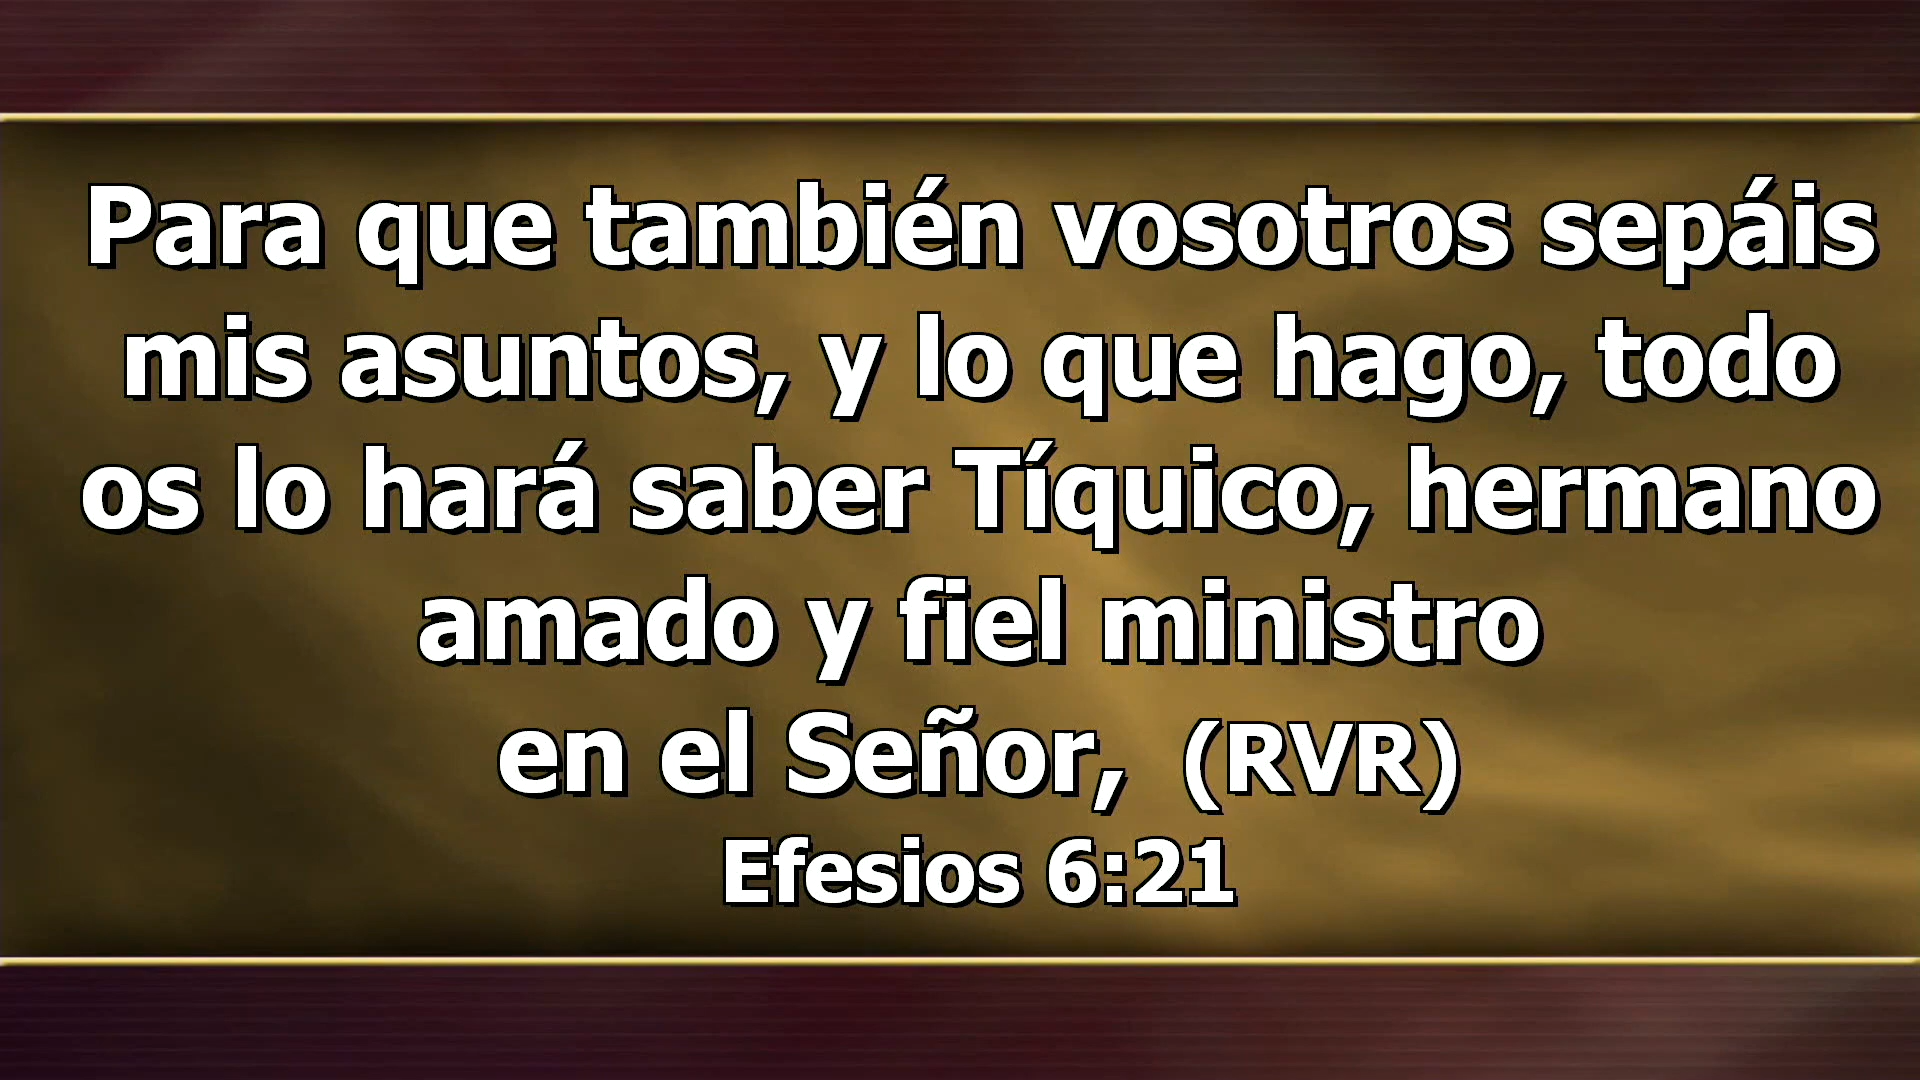 Para que también vosotros sepáis
mis asuntos, y lo que hago, todo
os lo hará saber Tíquico, hermano
amado y fiel ministro
en el Señor, (RVR)
Efesios 6:21